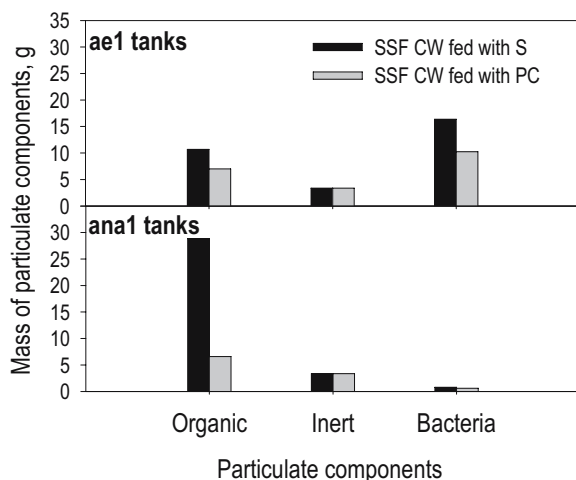 35
30
25
20
15
10
5
0
ae1 tanks
SSF CW fed with S
SSF CW fed with PC
ana1 tanks
30
25
20
15
10
5
0
Mass of particulate components, g
Organic Inert Bacteria
Particulate components